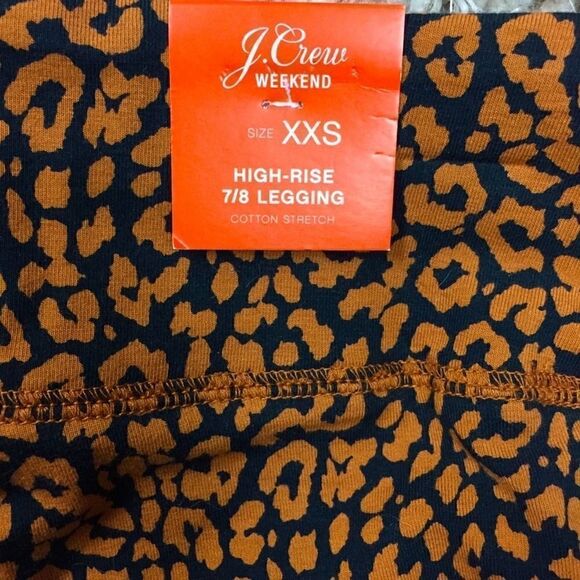 J.Crew
WEEKEND
SIZE XXS
HIGH-RISE
7/8 LEGGING
COTTON STRETCH